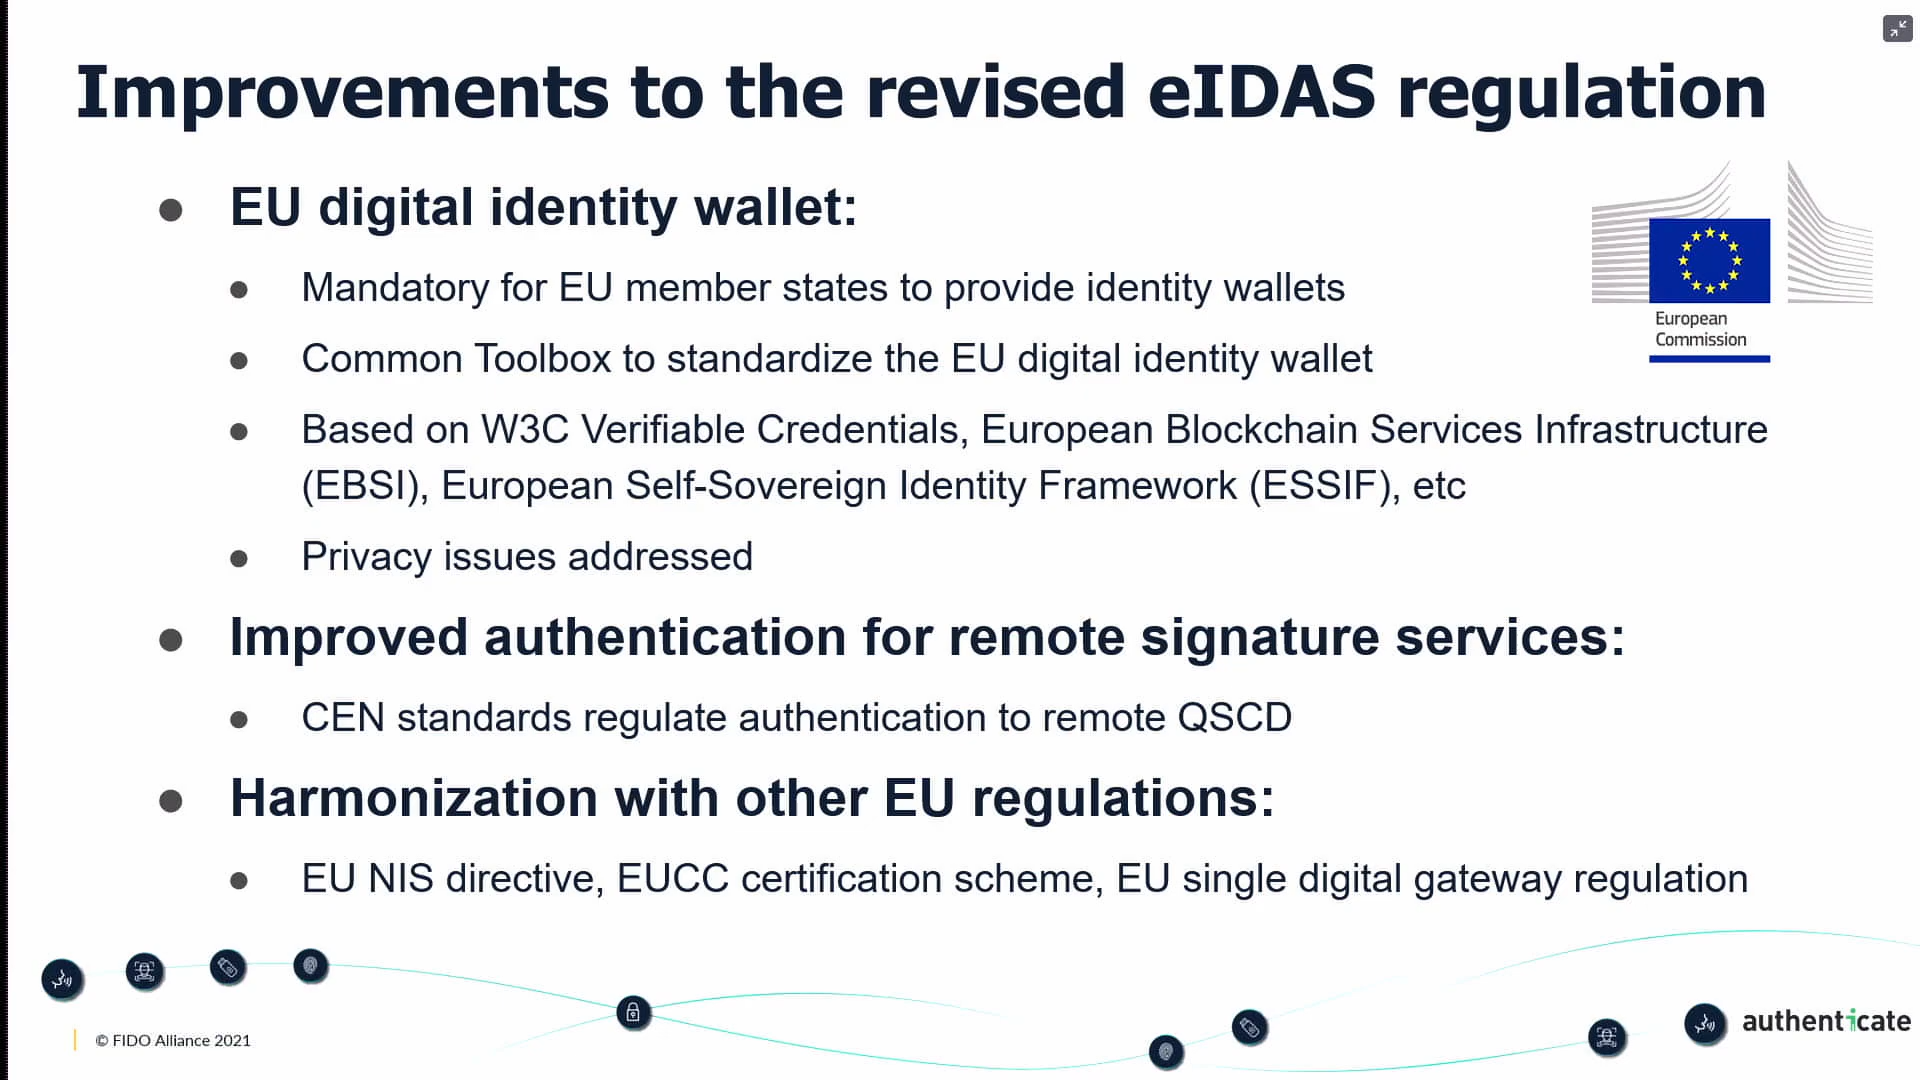 Improvements to the revised eIDAS regulation
EU digital identity wallet:
Mandatory for EU member states to provide identity wallets
Common Toolbox to standardize the EU digital identity wallet
Based on W3C Verifiable Credentials, European Blockchain Services Infrastructure
(EBSI), European Self-Sovereign Identity Framework (ESSIF), etc
Privacy issues addressed
Improved authentication for remote signature services:
CEN standards regulate authentication to remote QSCD
Harmonization with other EU regulations:
EU NIS directive, EUCC certification scheme, EU single digital gateway regulation
European
Commission
© FIDO Alliance 2021
authenticate